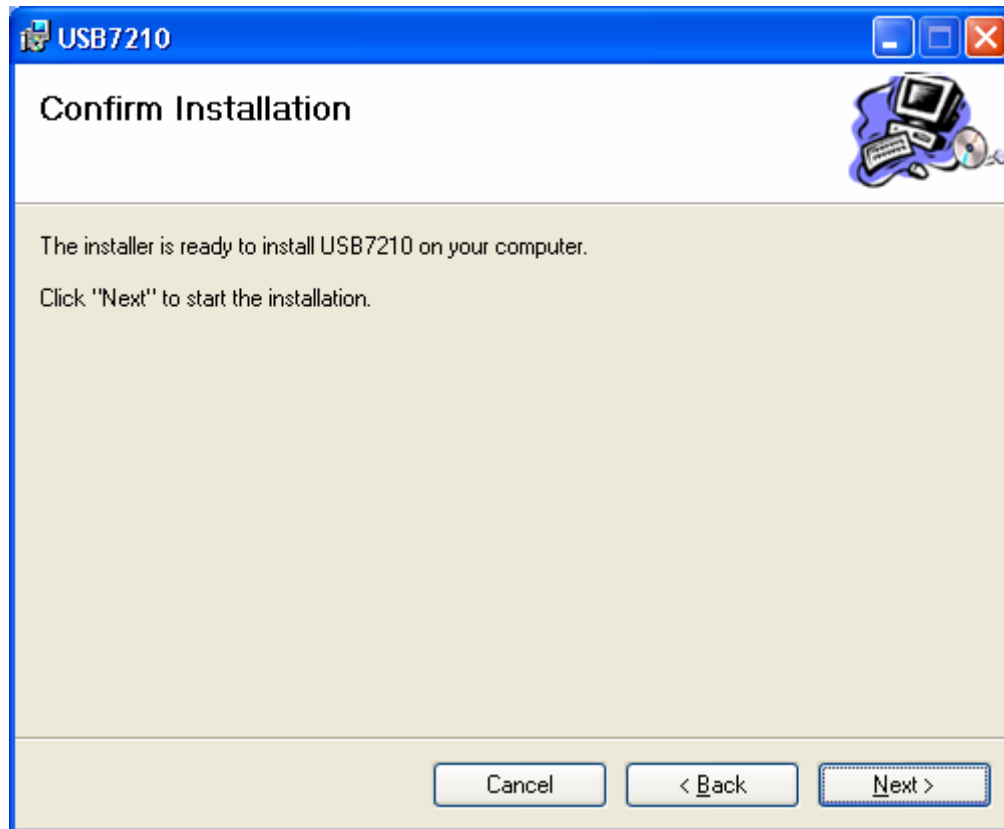 USB7210
Confirm Installation
The installer is ready to install USB7210 on your computer.
Click "Next" to start the installation.
Cancel
< Back
Next >